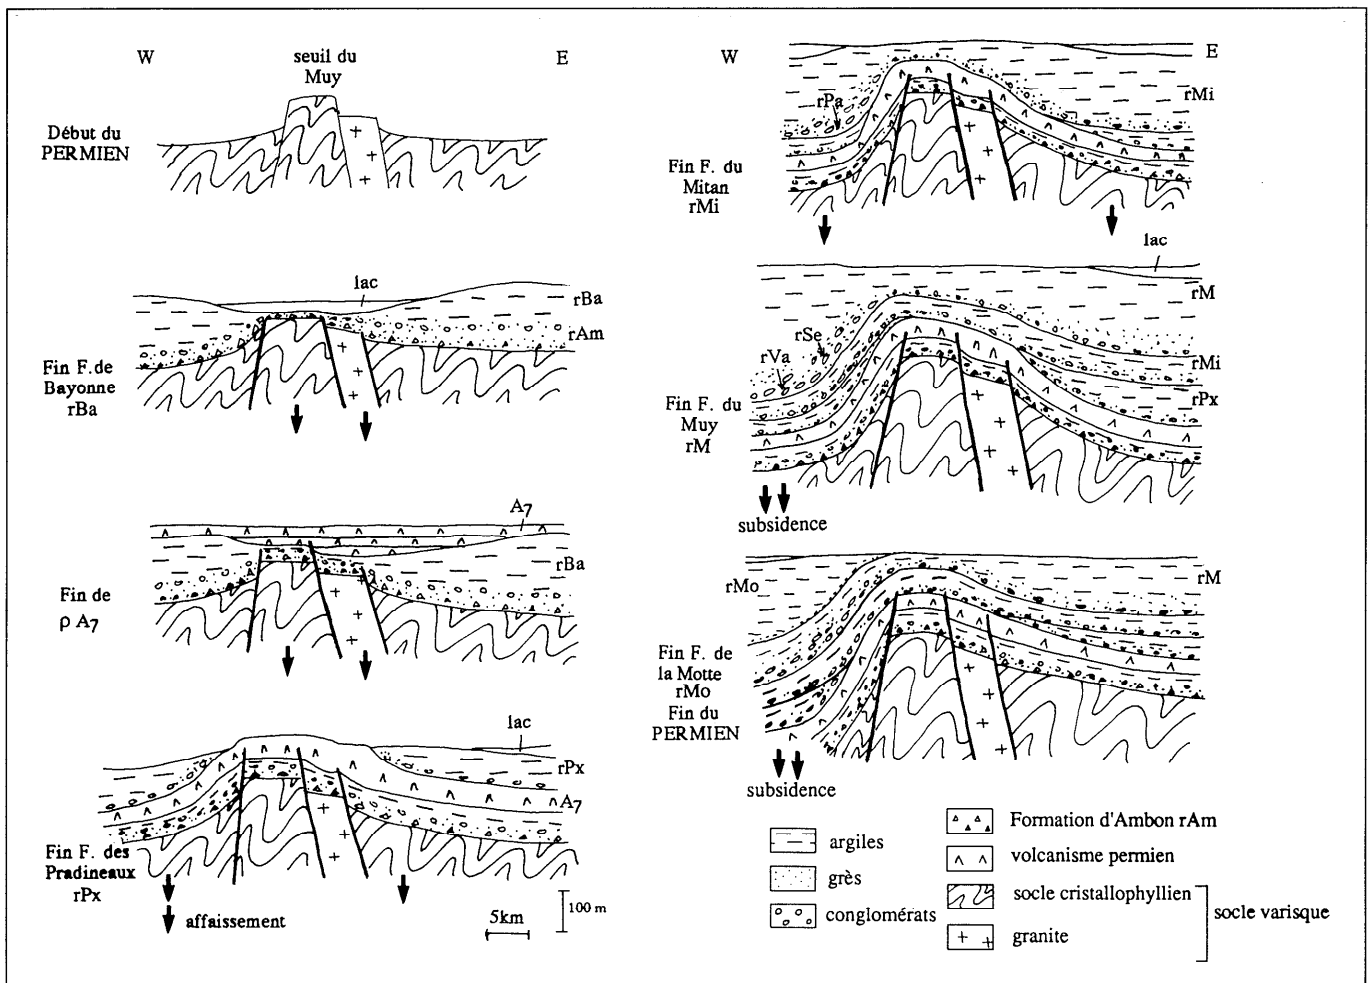 W
seuil du
Muy
E
Début du
PERMIEN
lac
rBa
rAm
Fin F. de
Bayonne
rBa
A7
rBa
Fin de
ρ A7
lac
rPx
A7
Fin F. des
Pradineaux
rPx
affaissement
5km
100 m
W
E
rPa
rMi
Fin F. du
Mitan
rMi
lac
rM
rSe
rVa
rMi
rPx
Fin F. du
Muy
rM
subsidence
rMo
rM
Fin F. de
la Motte
rMo
Fin du
PERMIEN
subsidence
argiles
grès
conglomérats
Formation d'Ambon rAm
volcanisme permien
socle cristallophyllien
granite
socle varisque